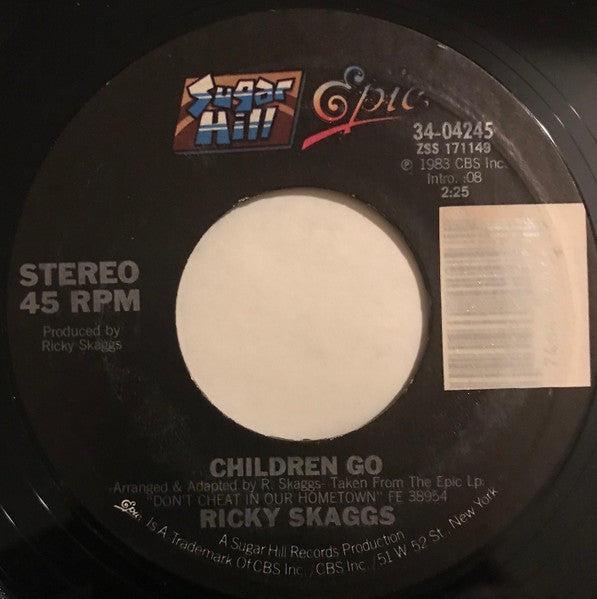 Sugar
Hill
Epic
34-04245
ZSS 171149
℗ 1983 CBS Inc.
Intro. :08
2:25
STEREO
45 RPM
Produced by
Ricky Skaggs
CHILDREN GO
Arranged & Adapted by R. Skaggs- Taken From The Epic Lp:
"DON'T CHEAT IN OUR HOMETOWN" FE 38954
RICKY SKAGGS
A Sugar Hill Records Production
Epic, Is A Trademark Of CBS Inc./CBS Inc./51 W 52 St., New York